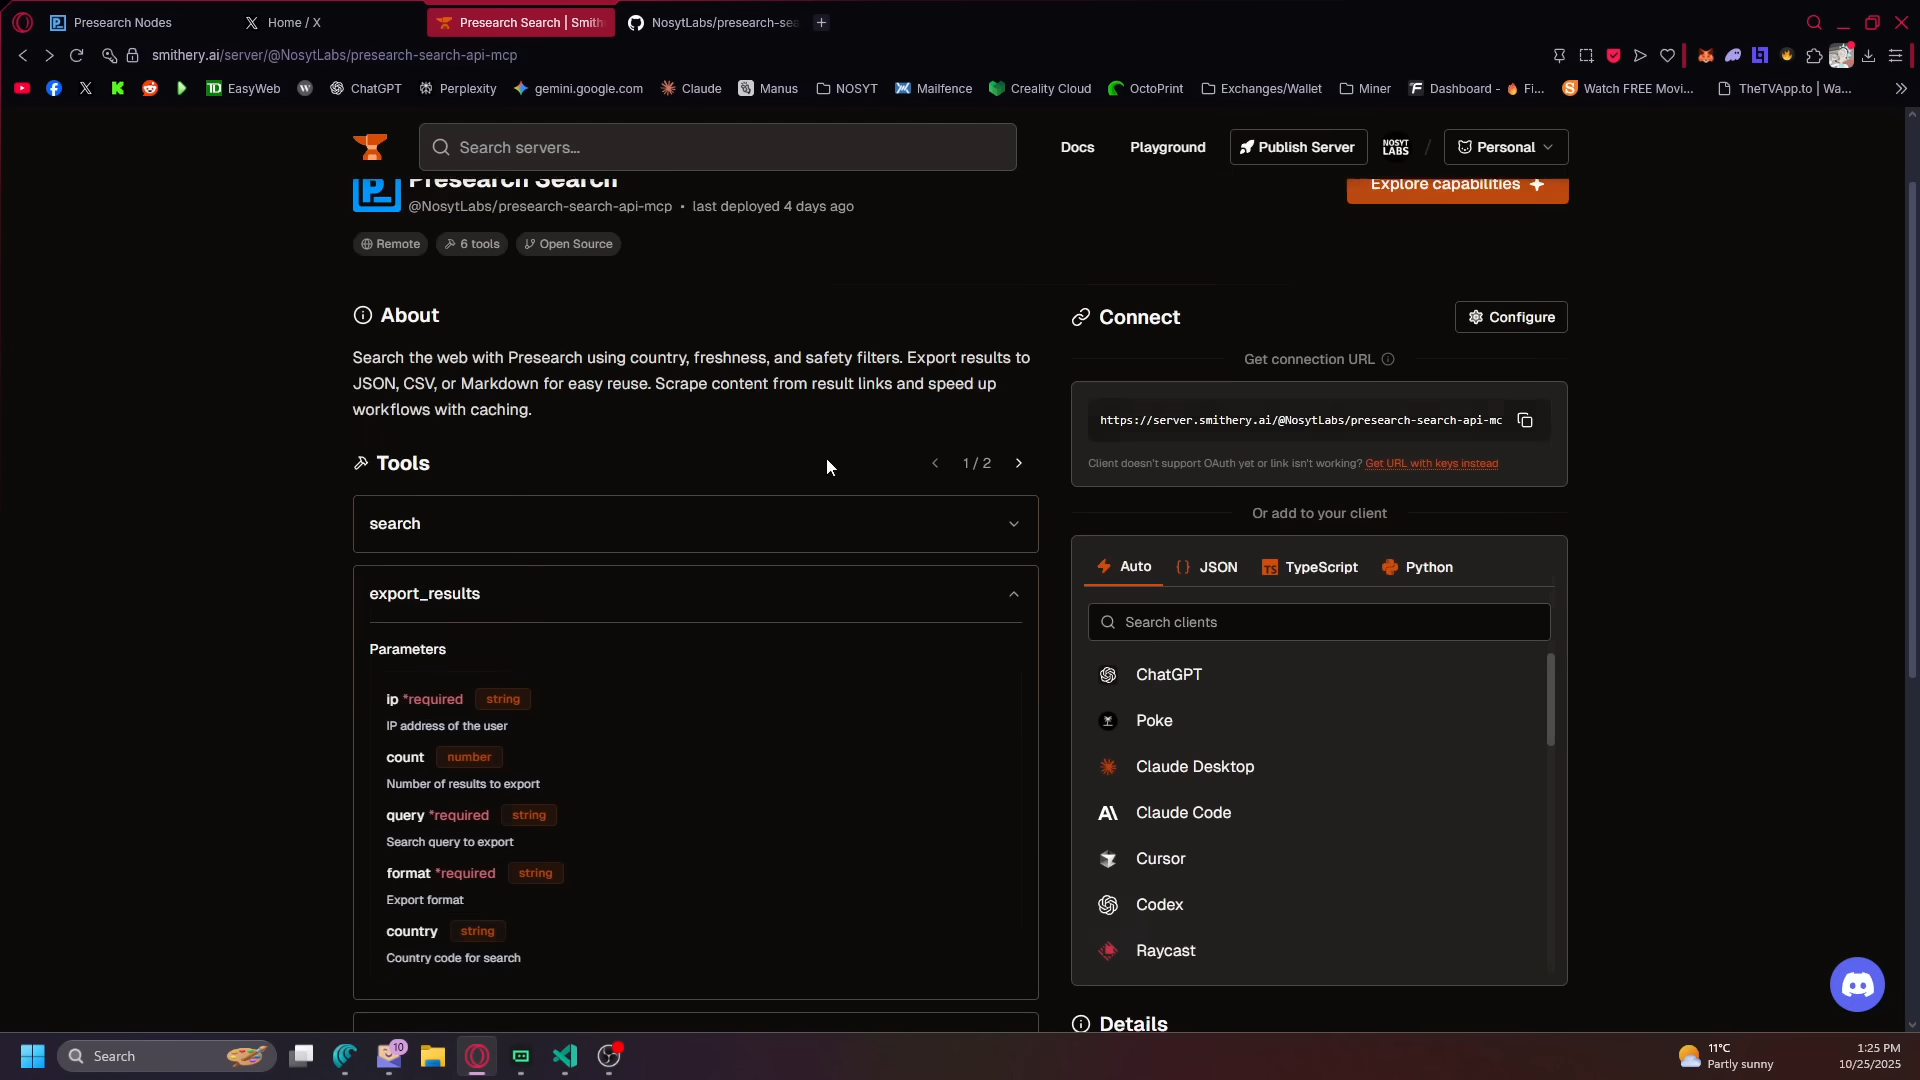 Presearch Nodes
Home / X
Presearch Search | Smith
NosytLabs/presearch-sea
smithery.ai/server/@NosytLabs/presearch-search-api-mcp
EasyWeb
ChatGPT
Perplexity
gemini.google.com
Claude
Manus
NOSYT
Mailfence
Creality Cloud
OctoPrint
Exchanges/Wallet
Miner
Dashboard - 🔥 Fi...
Watch FREE Movi...
TheTVApp.to | Wa...
Search servers...
Docs
Playground
Publish Server
NOSYT
LABS
/
Personal
Presearch Search
@NosytLabs/presearch-search-api-mcp • last deployed 4 days ago
Explore capabilities
Remote
6 tools
Open Source
About
Search the web with Presearch using country, freshness, and safety filters. Export results to
JSON, CSV, or Markdown for easy reuse. Scrape content from result links and speed up
workflows with caching.
Tools
1 / 2
search
export_results
Parameters
ip *required string
IP address of the user
count number
Number of results to export
query *required string
Search query to export
format *required string
Export format
country string
Country code for search
Connect
Configure
Get connection URL
https://server.smithery.ai/@NosytLabs/presearch-search-api-mc
Client doesn't support OAuth yet or link isn't working? Get URL with keys instead
Or add to your client
Auto
{ } JSON
TS TypeScript
Python
Search clients
ChatGPT
Poke
Claude Desktop
Claude Code
Cursor
Codex
Raycast
Details
Search
10
11°C
Partly sunny
1:25 PM
10/25/2025